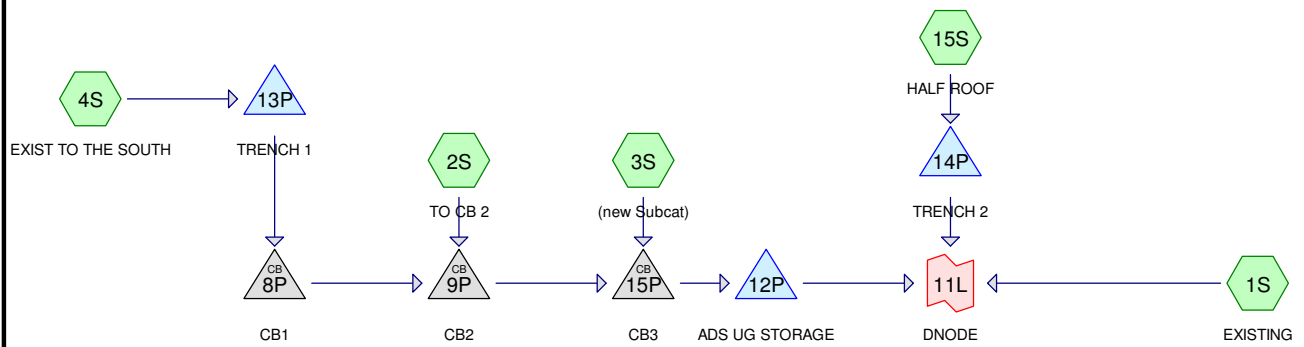 15S
HALF ROOF
4S
13P
EXIST TO THE SOUTH
TRENCH 1
2S
3S
14P
TO CB 2
(new Subcat)
TRENCH 2
CB
8P
CB
9P
CB
15P
12P
11L
1S
CB1
CB2
CB3
ADS UG STORAGE
DNODE
EXISTING